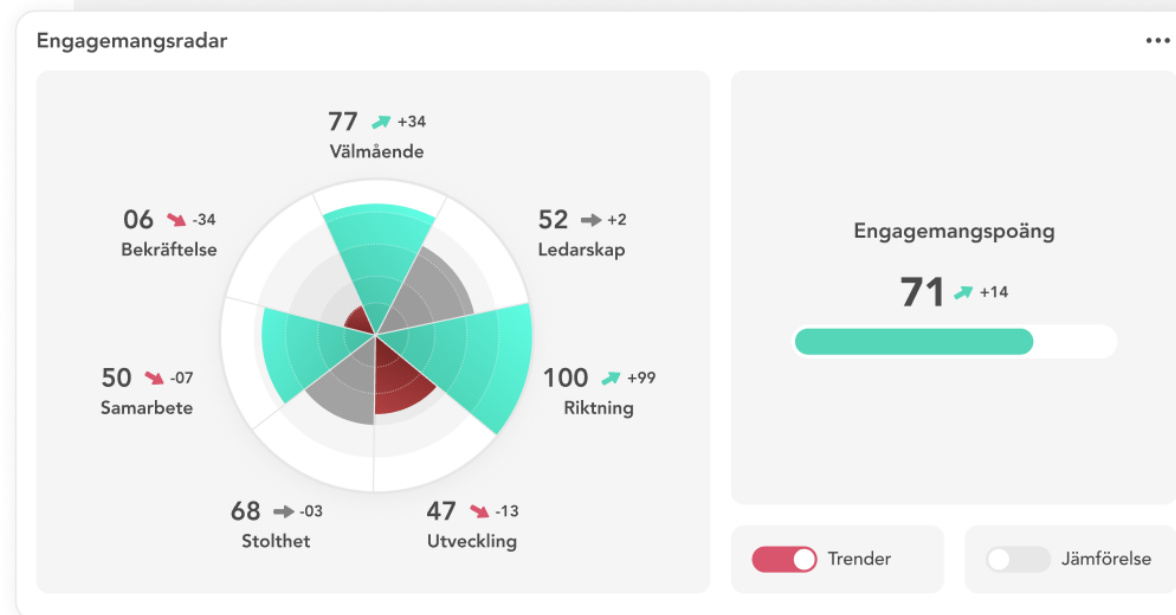 Engagemangsradar
77 +34
Välmående
06 -34
Bekräftelse
52 +2
Ledarskap
50 -07
Samarbete
100 +99
Riktning
68 -03
Stolthet
47 -13
Utveckling
Engagemangspoäng
71 +14
Trender
Jämförelse